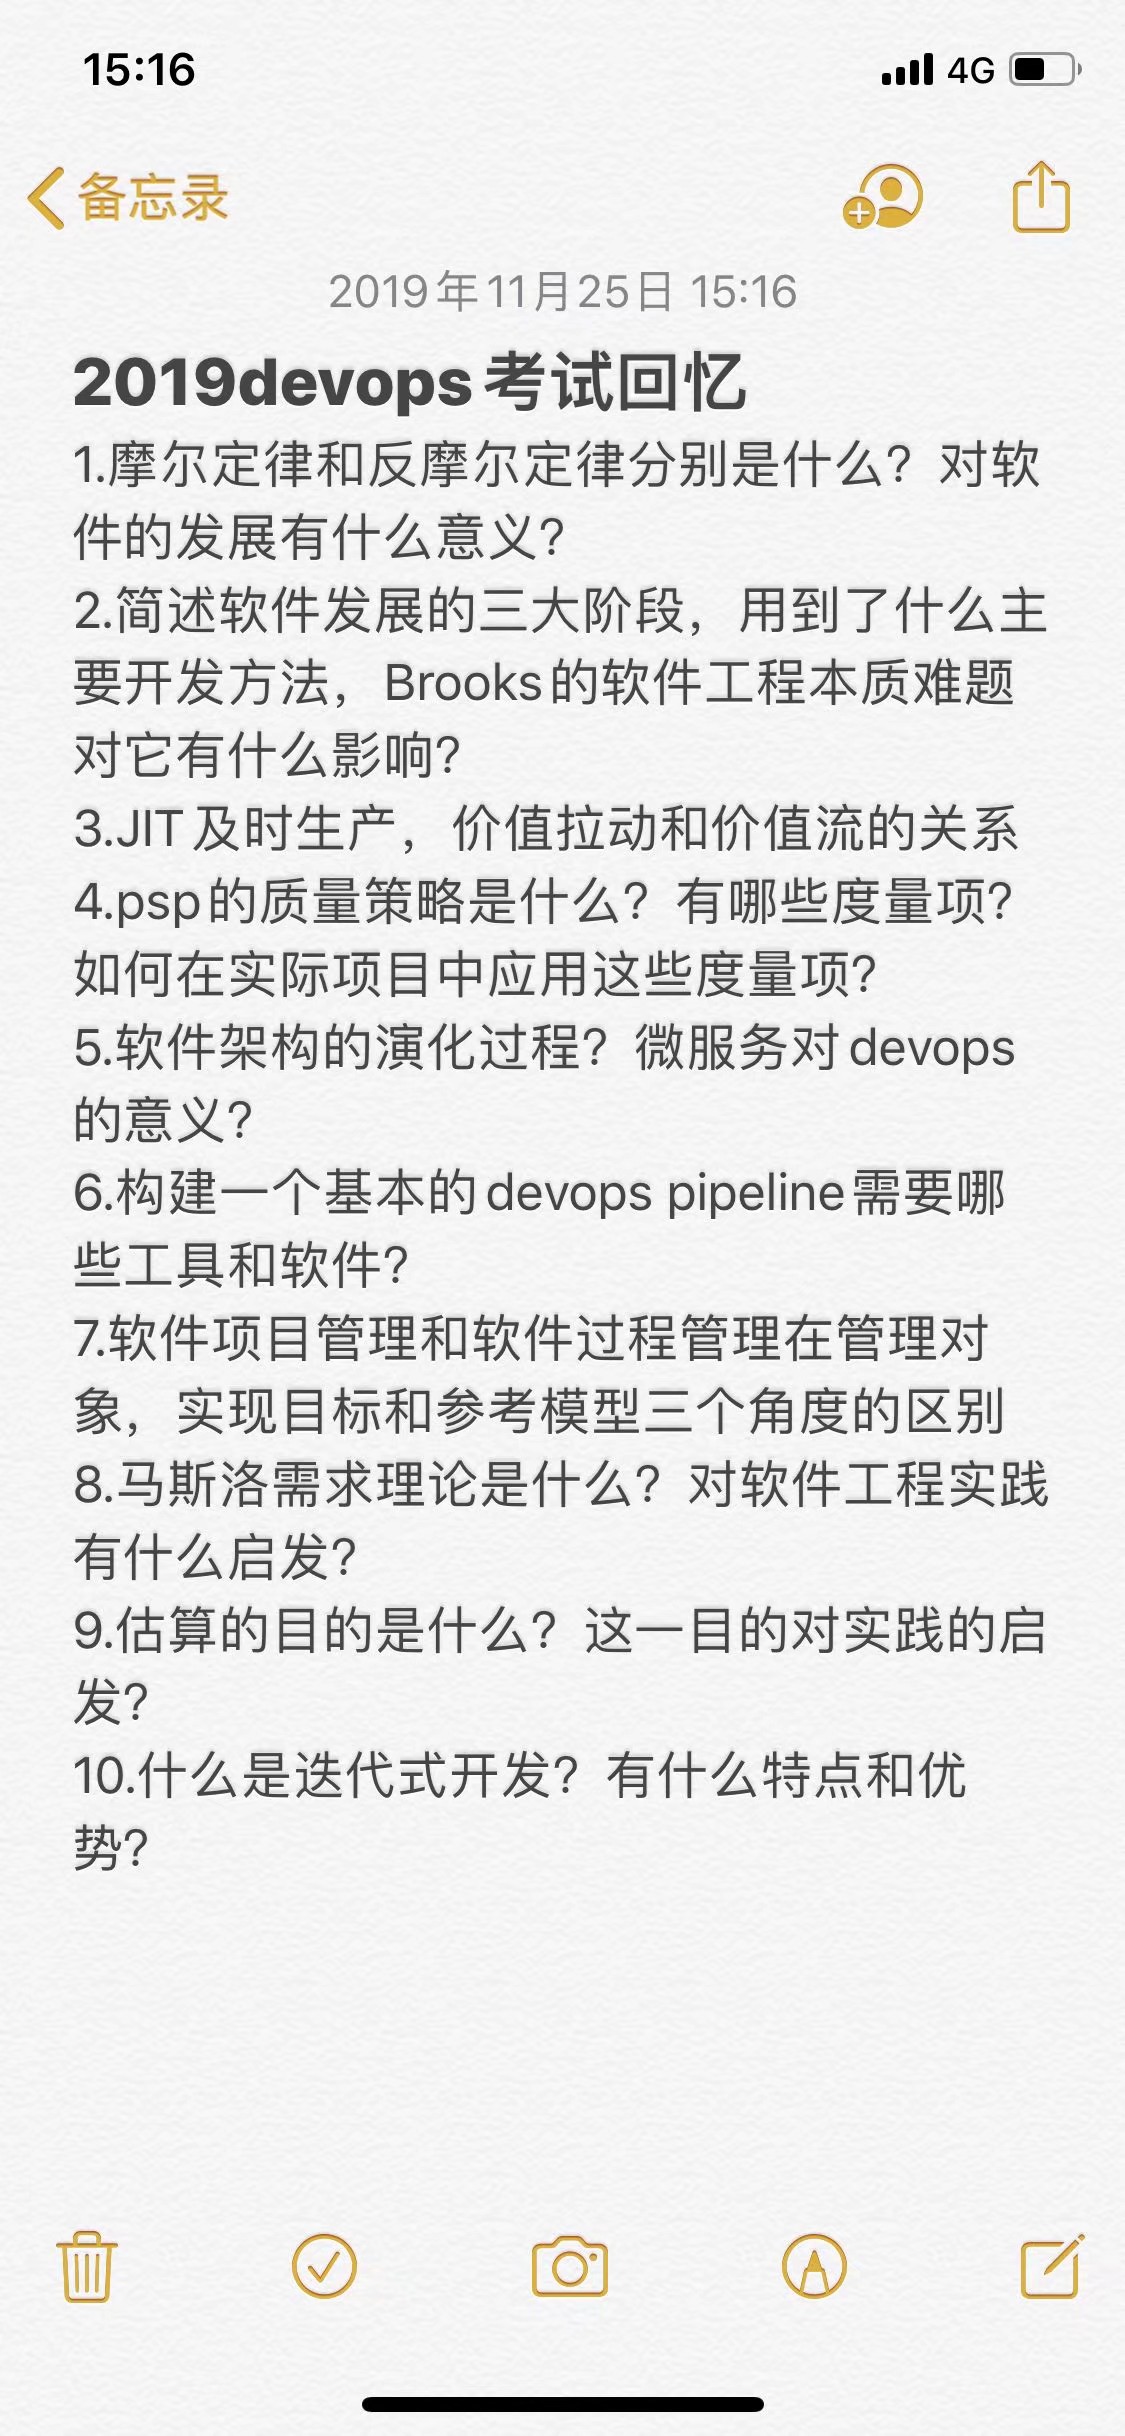 15:16
4G
备忘录
2019年11月25日 15:16
2019devops考试回忆
1.摩尔定律和反摩尔定律分别是什么？对软
件的发展有什么意义？
2.简述软件发展的三大阶段，用到了什么主
要开发方法，Brooks的软件工程本质难题
对它有什么影响？
3.JIT及时生产，价值拉动和价值流的关系
4.psp的质量策略是什么？有哪些度量项？
如何在实际项目中应用这些度量项？
5.软件架构的演化过程？微服务对devops
的意义？
6.构建一个基本的devops pipeline需要哪
些工具和软件？
7.软件项目管理和软件过程管理在管理对
象，实现目标和参考模型三个角度的区别
8.马斯洛需求理论是什么？对软件工程实践
有什么启发？
9.估算的目的是什么？这一目的对实践的启
发？
10.什么是迭代式开发？有什么特点和优
势？